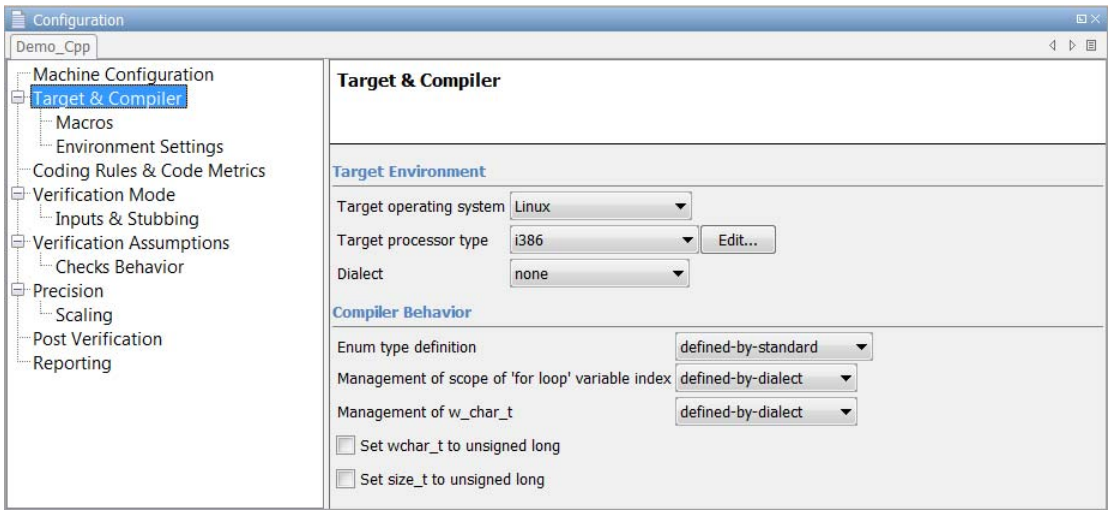 Configuration
Demo_Cpp
Machine Configuration
Target & Compiler
Macros
Environment Settings
Coding Rules & Code Metrics
Verification Mode
Inputs & Stubbing
Verification Assumptions
Checks Behavior
Precision
Scaling
Post Verification
Reporting
Target & Compiler
Target Environment
Target operating system Linux
Target processor type i386 Edit...
Dialect none
Compiler Behavior
Enum type definition defined-by-standard
Management of scope of 'for loop' variable index defined-by-dialect
Management of w_char_t defined-by-dialect
Set wchar_t to unsigned long
Set size_t to unsigned long